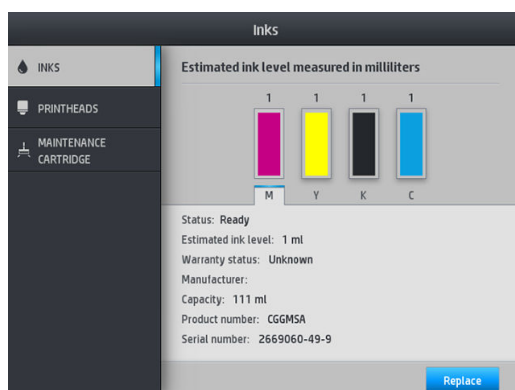 Inks
INKS
PRINTHEADS
MAINTENANCE
CARTRIDGE
Estimated ink level measured in milliliters
1 1 1 1
M Y K C
Status: Ready
Estimated ink level: 1 ml
Warranty status: Unknown
Manufacturer:
Capacity: 111 ml
Product number: CGGMSA
Serial number: 2669060-49-9
Replace